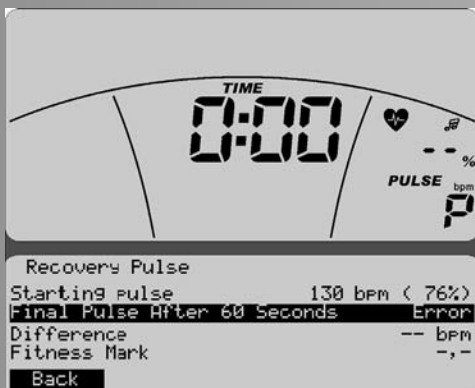 TIME
0:00
-- %
PULSE bpm
P
Recovery Pulse
Starting pulse 130 bpm ( 76%)
Final Pulse After 60 Seconds Error
Difference -- bpm
Fitness Mark -,-
Back